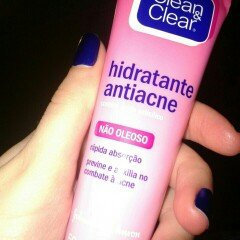 Clean &
Clear
hidratante
antiacne
NÃO OLEOSO
rápida absorção
previne e auxilia no
combate à acne